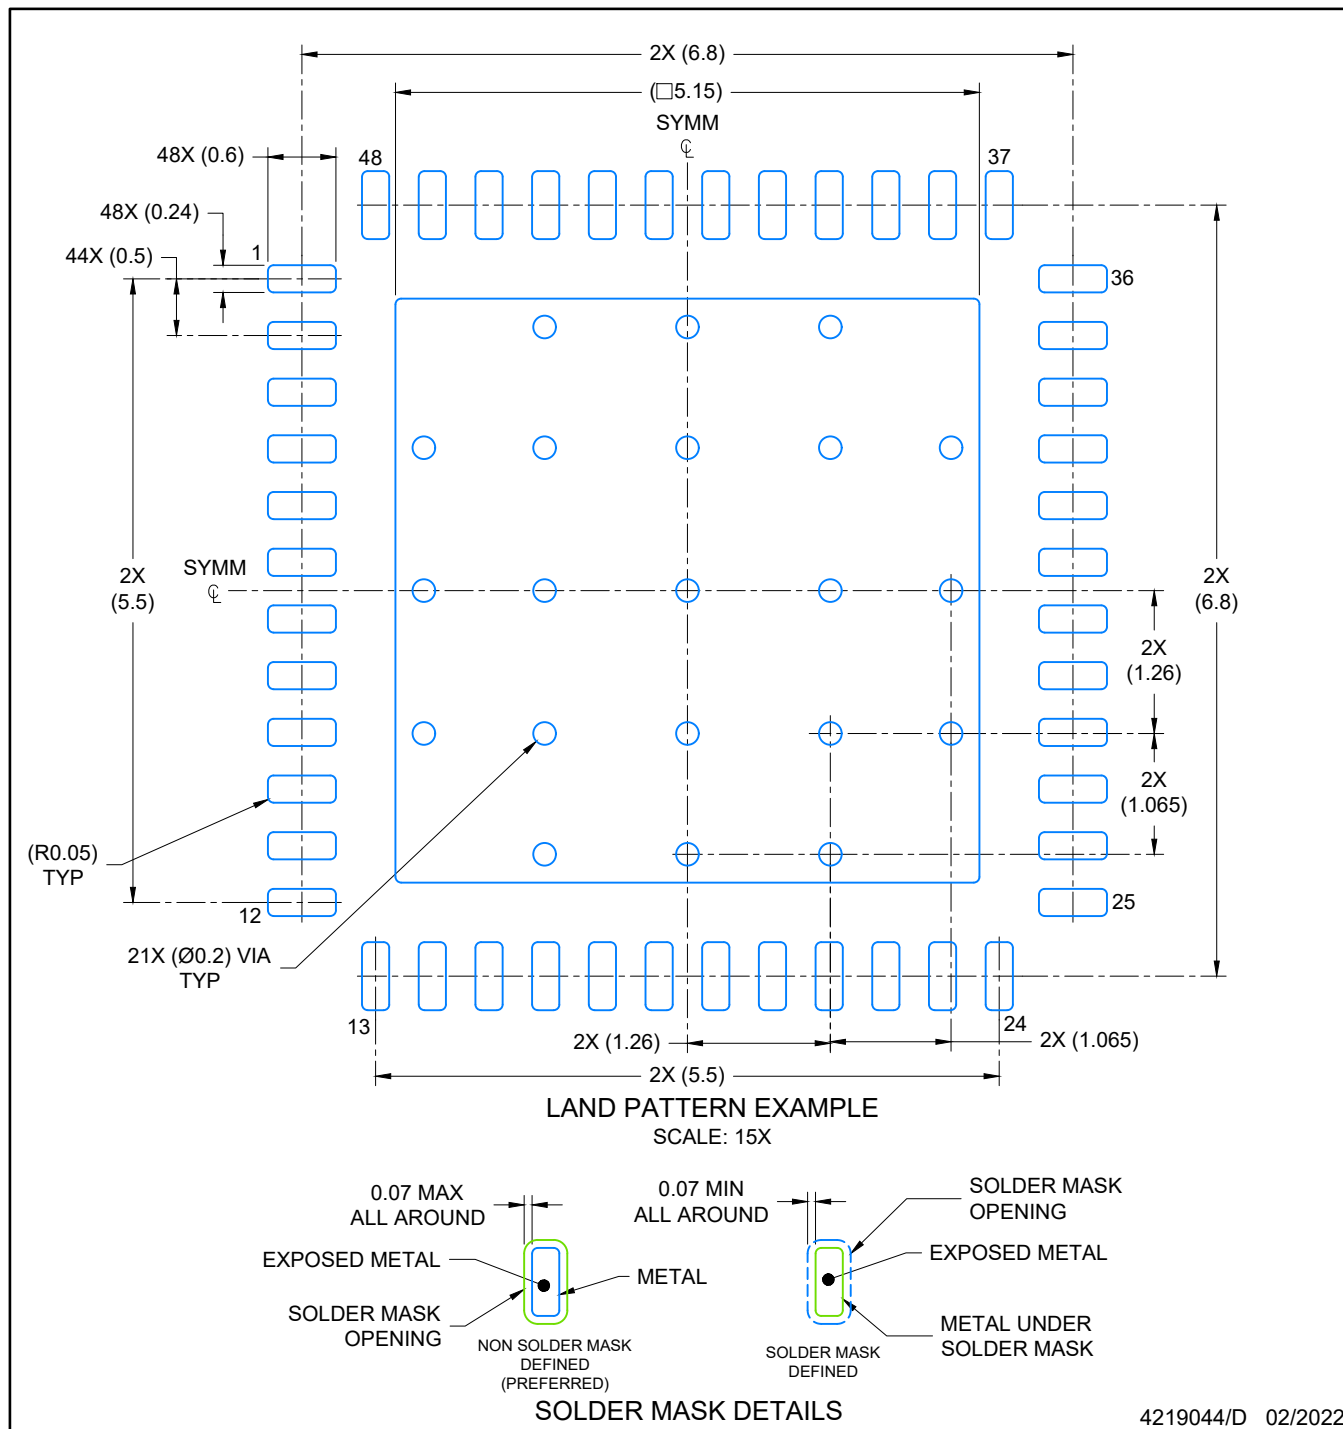 2X (6.8)
(□5.15)
SYMM
℄
48X (0.6)
48
37
48X (0.24)
1
44X (0.5)
36
SYMM
℄
2X
(5.5)
2X
(6.8)
2X
(1.26)
2X
(1.065)
(R0.05)
TYP
12
25
21X (Ø0.2) VIA
TYP
13
24
2X (1.26)
2X (1.065)
2X (5.5)
LAND PATTERN EXAMPLE
SCALE: 15X
0.07 MAX
ALL AROUND
EXPOSED METAL
METAL
SOLDER MASK
OPENING
NON SOLDER MASK
DEFINED
(PREFERRED)
0.07 MIN
ALL AROUND
SOLDER MASK
OPENING
EXPOSED METAL
METAL UNDER
SOLDER MASK
SOLDER MASK
DEFINED
SOLDER MASK DETAILS
4219044/D 02/2022